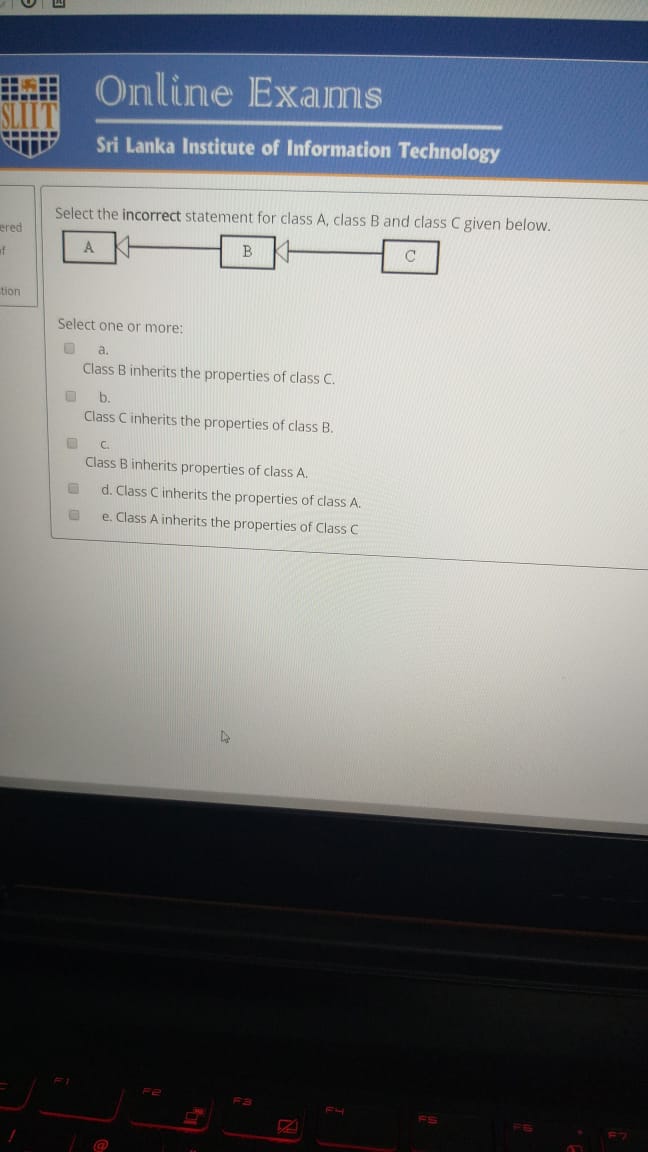 Online Exams
SLIIT
Sri Lanka Institute of Information Technology
ered
of
tion
Select the incorrect statement for class A, class B and class C given below.
A B C
Select one or more:
a.
Class B inherits the properties of class C.
b.
Class C inherits the properties of class B.
c.
Class B inherits properties of class A.
d. Class C inherits the properties of class A.
e. Class A inherits the properties of Class C
F1 F2 F3 F4 F5 F6 F7
! @